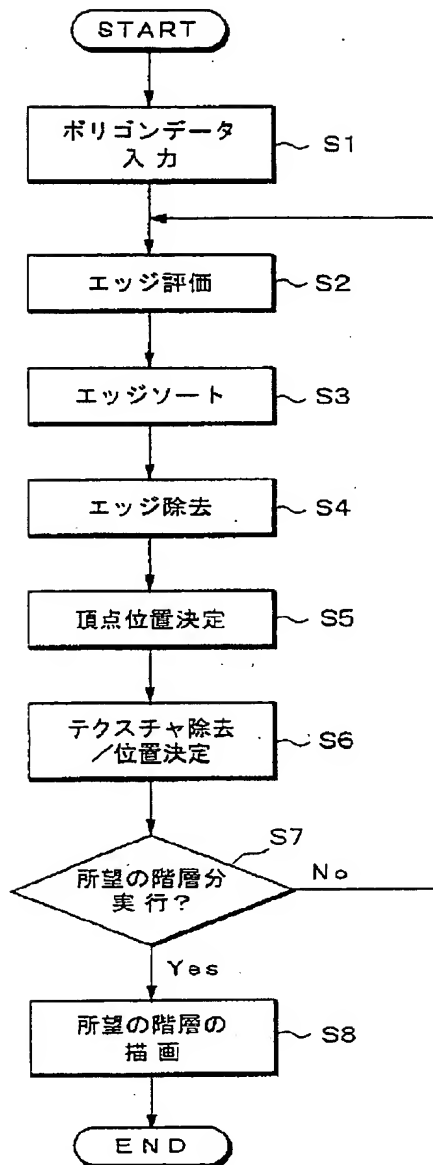 START
ポリゴンデータ
入力
S1
エッジ評価
S2
エッジソート
S3
エッジ除去
S4
頂点位置決定
S5
テクスチャ除去
/位置決定
S6
S7
所望の階層分
実行?
No
Yes
所望の階層の
描画
S8
END